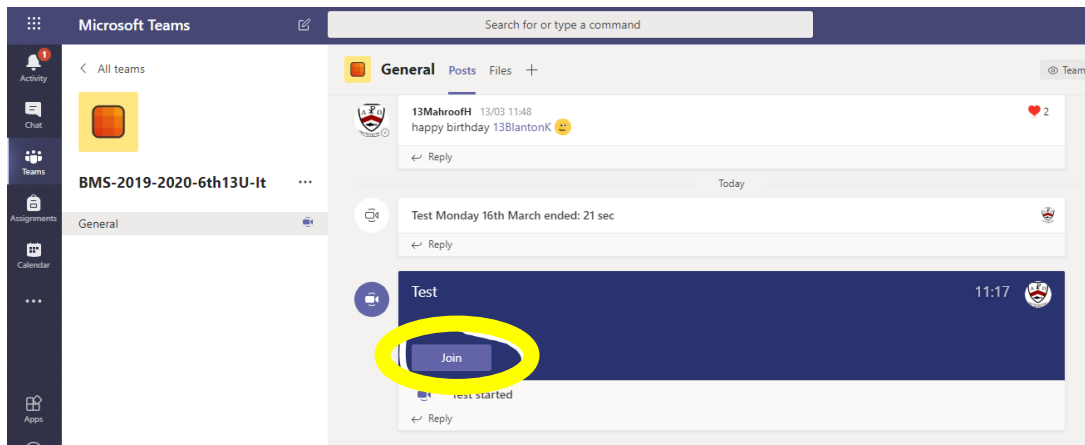 Microsoft Teams
Search for or type a command
1
Activity
Chat
Teams
Assignments
Calendar
Apps
All teams
BMS-2019-2020-6th13U-It
General
General Posts Files
Team
13MahroofH 13/03 11:48
2
happy birthday 13BlantonK
Reply
Today
Test Monday 16th March ended: 21 sec
Reply
Test
11:17
Join
Test started
Reply